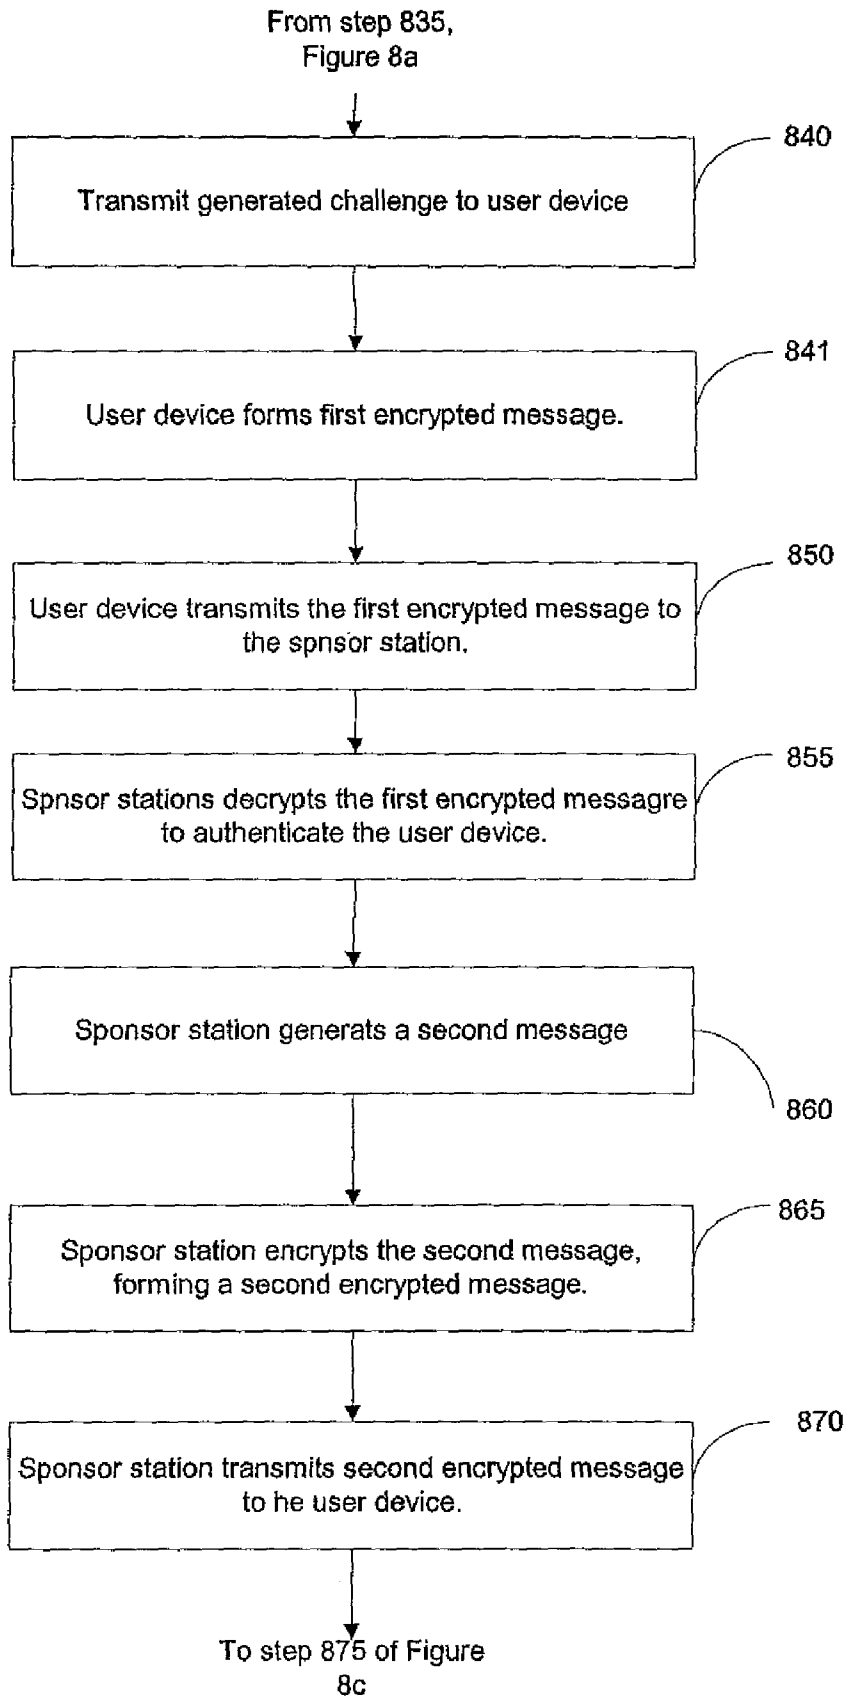 From step 835,
Figure 8a
840
Transmit generated challenge to user device
841
User device forms first encrypted message.
850
User device transmits the first encrypted message to
the spnsor station.
855
Spnsor stations decrypts the first encrypted messagre
to authenticate the user device.
Sponsor station generats a second message
860
865
Sponsor station encrypts the second message,
forming a second encrypted message.
870
Sponsor station transmits second encrypted message
to he user device.
To step 875 of Figure
8c